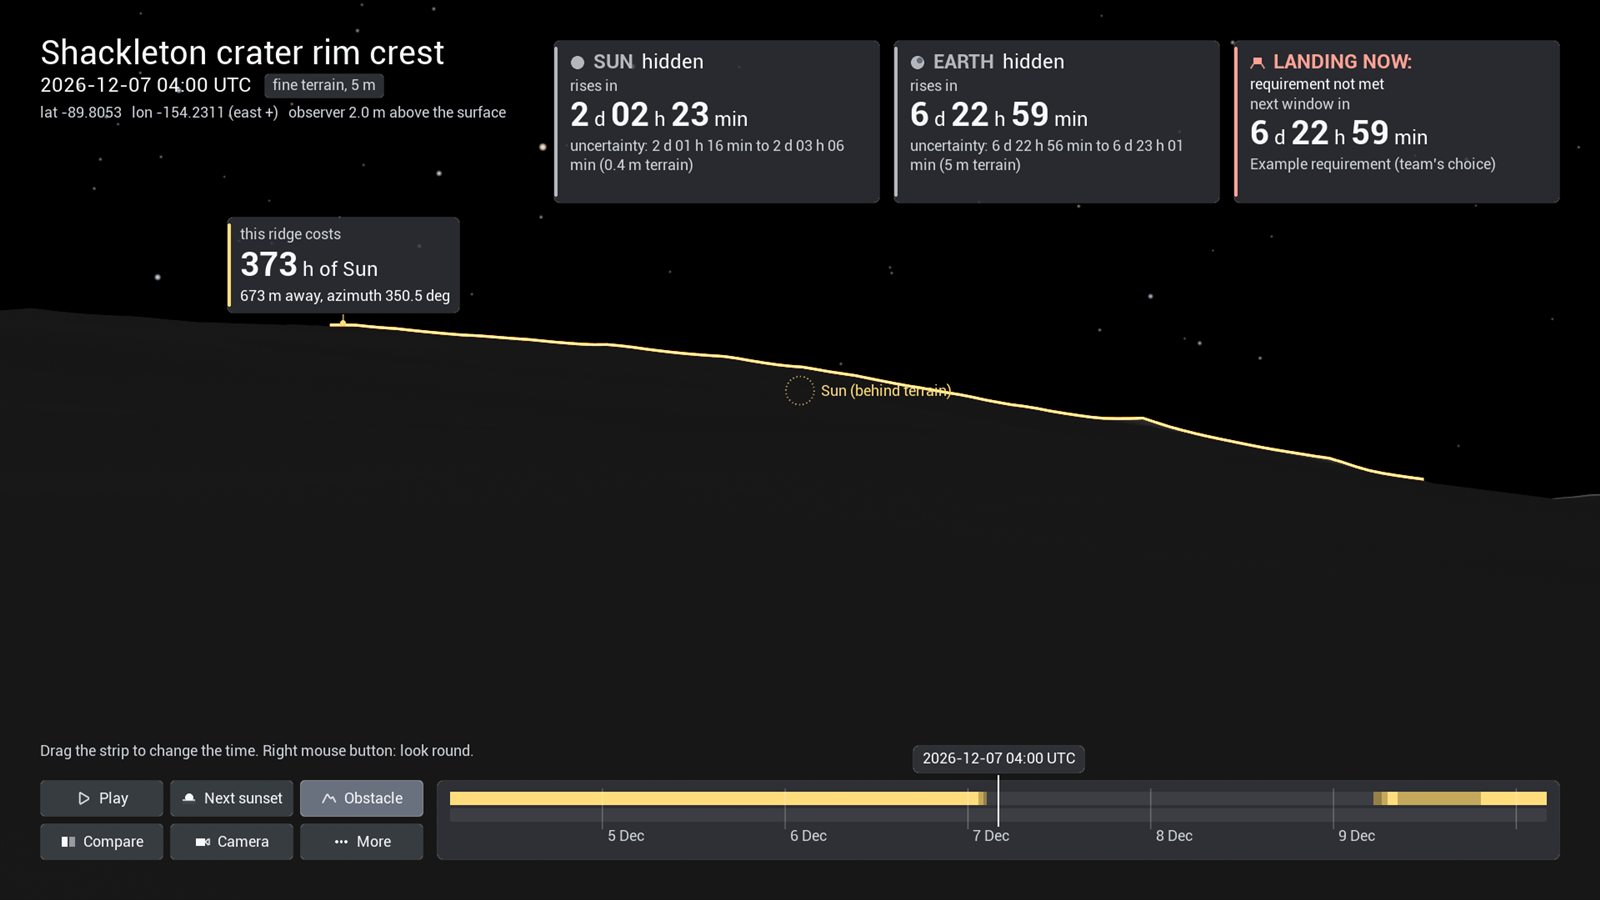 Shackleton crater rim crest
2026-12-07 04:00 UTC fine terrain, 5 m
lat -89.8053 lon -154.2311 (east +) observer 2.0 m above the surface
SUN hidden
rises in
2 d 02 h 23 min
uncertainty: 2 d 01 h 16 min to 2 d 03 h 06
min (0.4 m terrain)
EARTH hidden
rises in
6 d 22 h 59 min
uncertainty: 6 d 22 h 56 min to 6 d 23 h 01
min (5 m terrain)
LANDING NOW:
requirement not met
next window in
6 d 22 h 59 min
Example requirement (team's choice)
this ridge costs
373 h of Sun
673 m away, azimuth 350.5 deg
Sun (behind terrain)
Drag the strip to change the time. Right mouse button: look round.
Play
Next sunset
Obstacle
Compare
Camera
More
2026-12-07 04:00 UTC
5 Dec
6 Dec
7 Dec
8 Dec
9 Dec